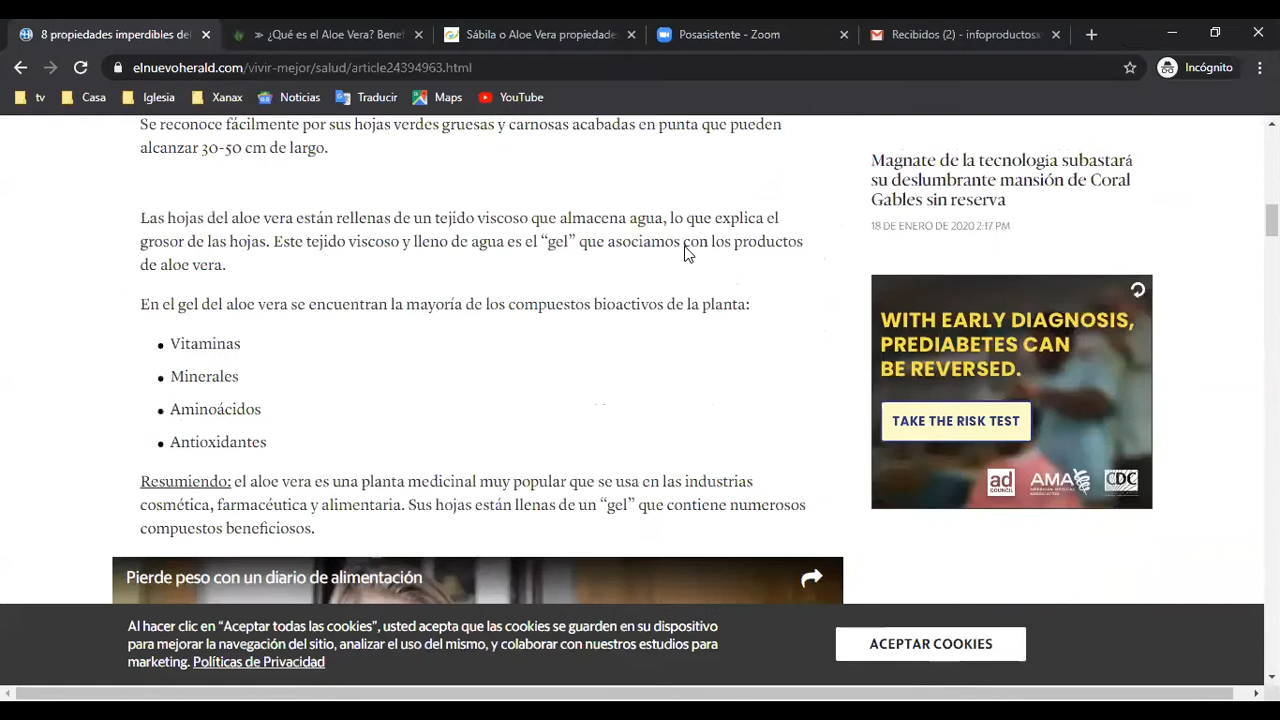 8 propiedades imperdibles del
» ¿Qué es el Aloe Vera? Benef
Sábila o Aloe Vera propiedades
Posasistente - Zoom
Recibidos (2) - infoproductosx
elnuevoherald.com/vivir-mejor/salud/article24394963.html
Incógnito
tv
Casa
Iglesia
Xanax
Noticias
Traducir
Maps
YouTube
Se reconoce fácilmente por sus hojas verdes gruesas y carnosas acabadas en punta que pueden
alcanzar 30-50 cm de largo.
Las hojas del aloe vera están rellenas de un tejido viscoso que almacena agua, lo que explica el
grosor de las hojas. Este tejido viscoso y lleno de agua es el “gel” que asociamos con los productos
de aloe vera.
En el gel del aloe vera se encuentran la mayoría de los compuestos bioactivos de la planta:
Vitaminas
Minerales
Aminoácidos
Antioxidantes
Resumiendo: el aloe vera es una planta medicinal muy popular que se usa en las industrias
cosmética, farmacéutica y alimentaria. Sus hojas están llenas de un “gel” que contiene numerosos
compuestos beneficiosos.
Pierde peso con un diario de alimentación
Magnate de la tecnología subastará
su deslumbrante mansión de Coral
Gables sin reserva
18 DE ENERO DE 2020 2:17 PM
WITH EARLY DIAGNOSIS,
PREDIABETES CAN
BE REVERSED.
TAKE THE RISK TEST
ad
COUNCIL
AMA
CDC
Al hacer clic en “Aceptar todas las cookies”, usted acepta que las cookies se guarden en su dispositivo
para mejorar la navegación del sitio, analizar el uso del mismo, y colaborar con nuestros estudios para
marketing. Políticas de Privacidad
ACEPTAR COOKIES